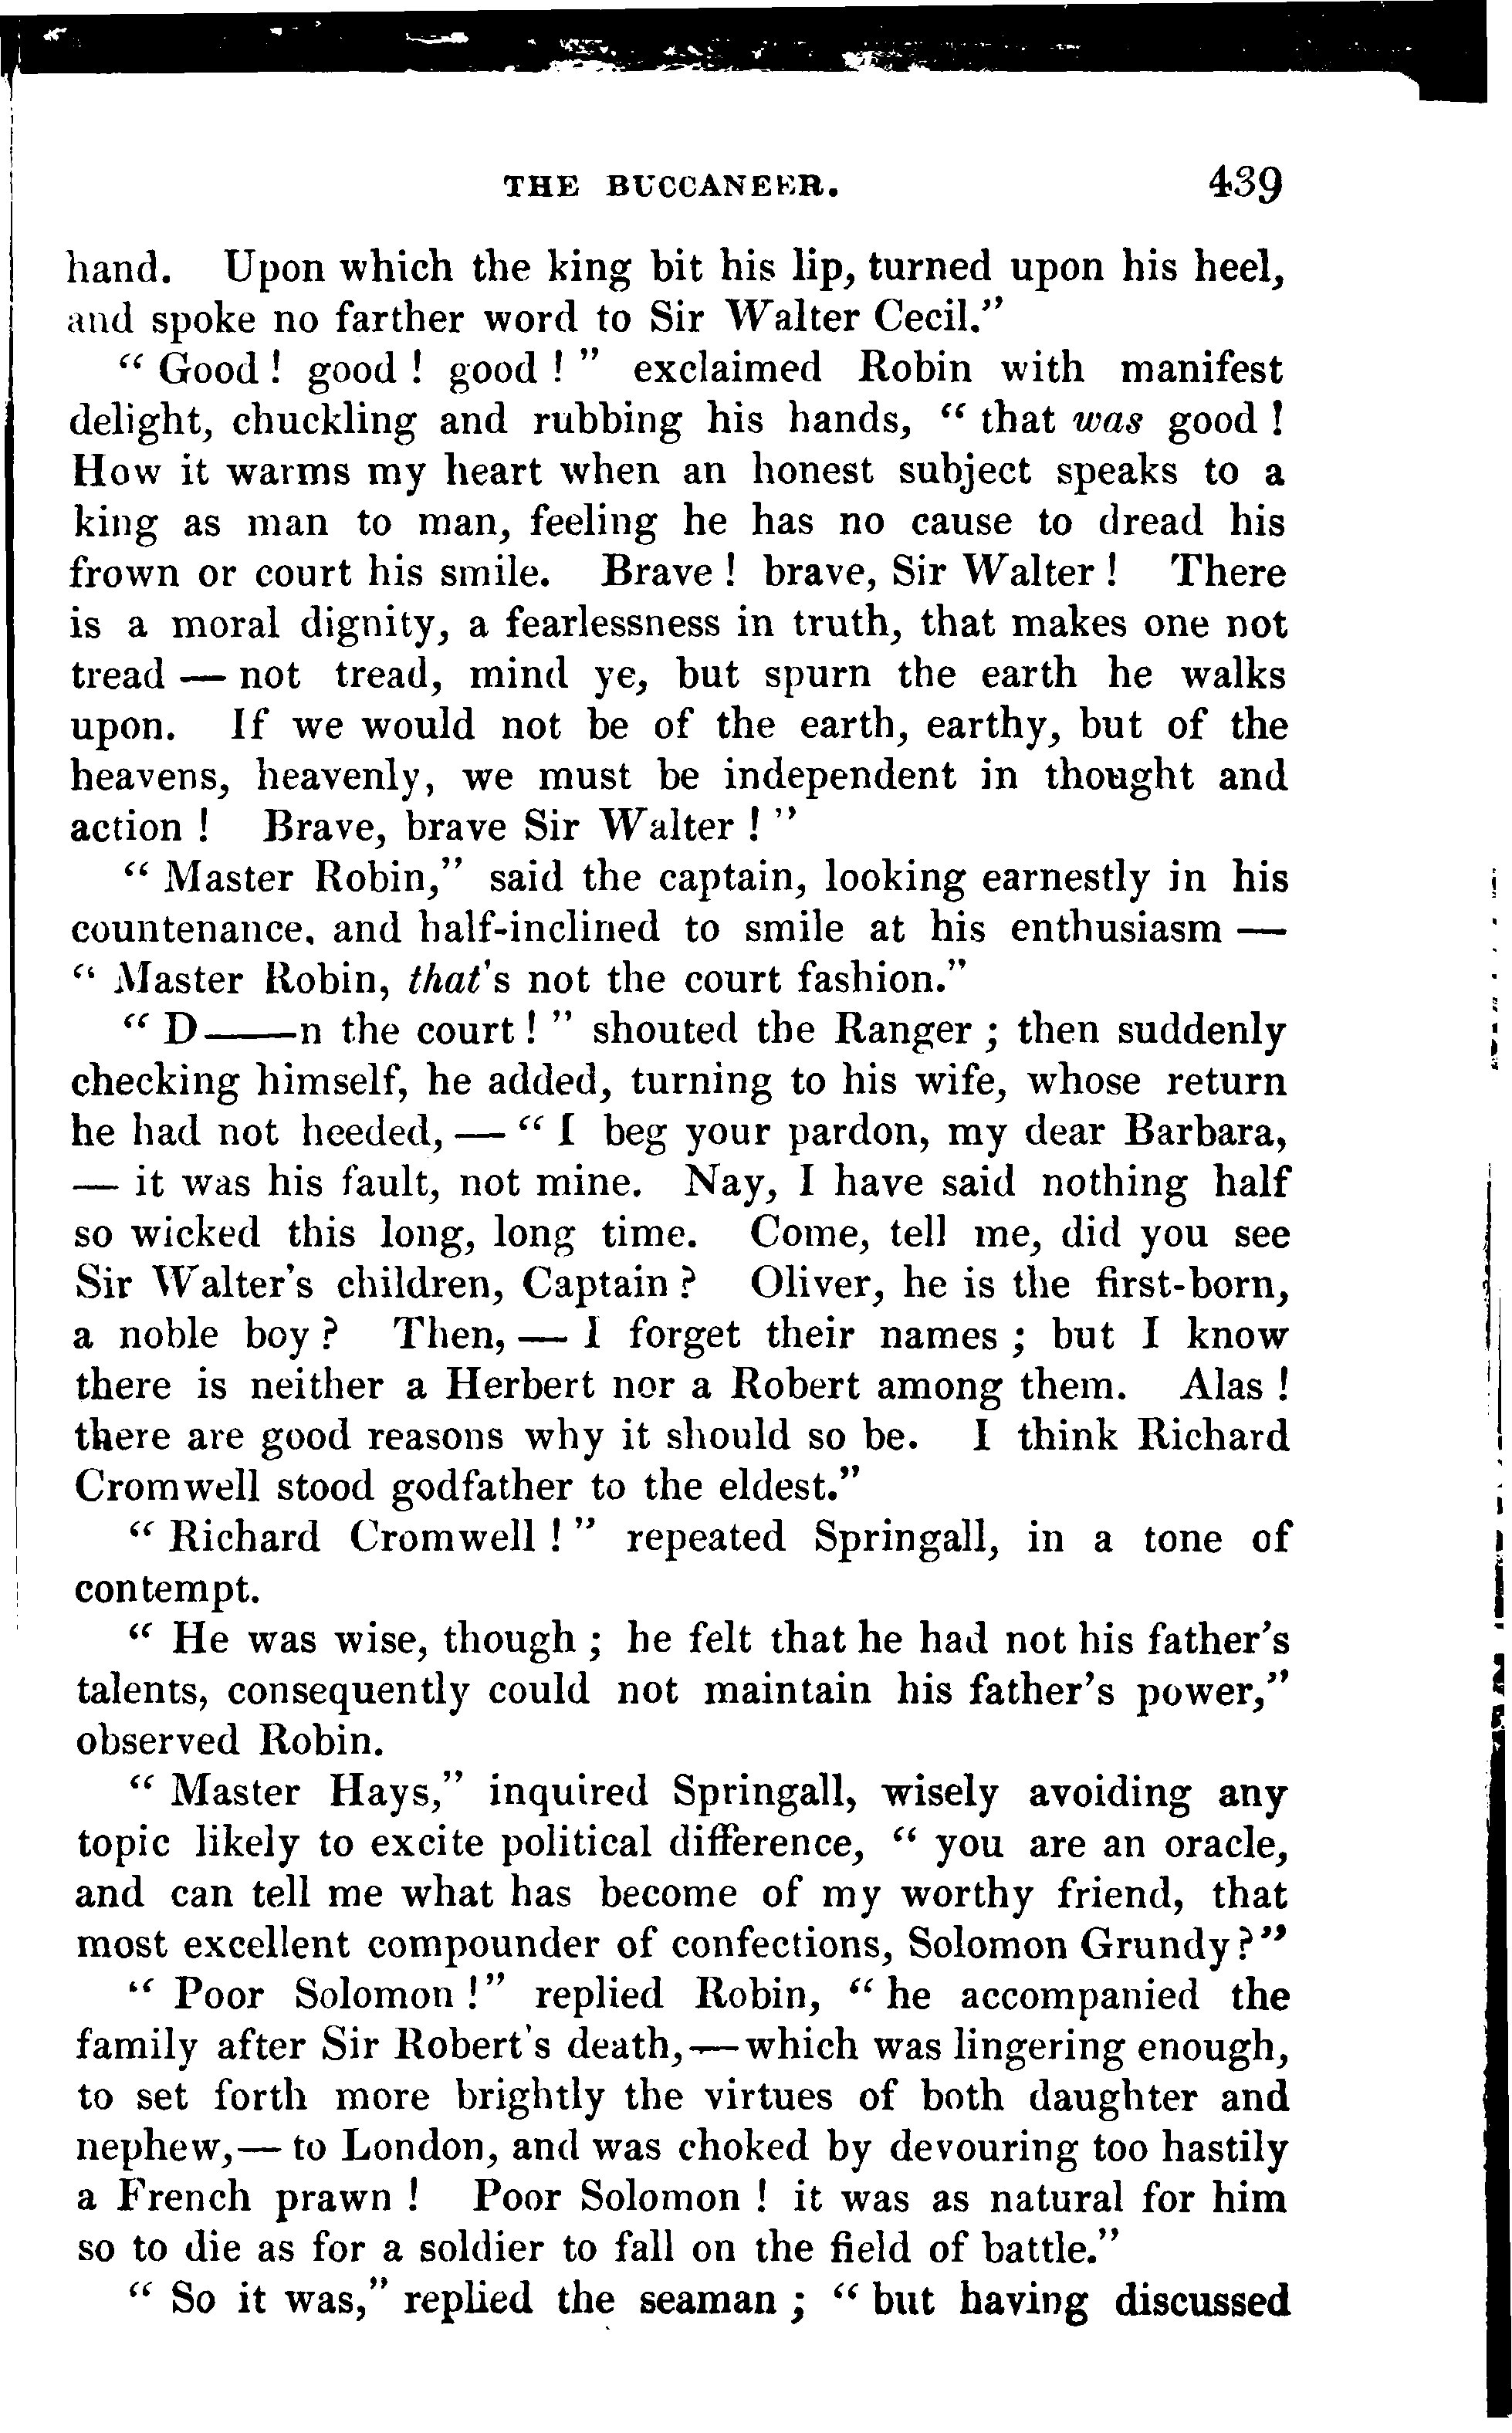 THE BUCCANEER. 439
hand. Upon which the king bit his lip, turned upon his heel,
and spoke no farther word to Sir Walter Cecil."
" Good ! good ! good ! " exclaimed Robin with manifest
delight, chuckling and rubbing his hands, " that was good !
How it warms my heart when an honest subject speaks to a
king as man to man, feeling he has no cause to dread his
frown or court his smile. Brave ! brave, Sir Walter ! There
is a moral dignity, a fearlessness in truth, that makes one not
tread — not tread, mind ye, but spurn the earth he walks
upon. If we would not be of the earth, earthy, but of the
heavens, heavenly, we must be independent in thought and
action ! Brave, brave Sir Walter ! "
" Master Robin," said the captain, looking earnestly in his
countenance, and half-inclined to smile at his enthusiasm —
" Master Robin, that's not the court fashion."
" D——n the court ! " shouted the Ranger ; then suddenly
checking himself, he added, turning to his wife, whose return
he had not heeded, — " I beg your pardon, my dear Barbara,
— it was his fault, not mine. Nay, I have said nothing half
so wicked this long, long time. Come, tell me, did you see
Sir Walter's children, Captain ? Oliver, he is the first-born,
a noble boy ? Then, — I forget their names ; but I know
there is neither a Herbert nor a Robert among them. Alas !
there are good reasons why it should so be. I think Richard
Cromwell stood godfather to the eldest."
" Richard Cromwell ! " repeated Springall, in a tone of
contempt.
" He was wise, though ; he felt that he had not his father's
talents, consequently could not maintain his father's power,"
observed Robin.
" Master Hays," inquired Springall, wisely avoiding any
topic likely to excite political difference, " you are an oracle,
and can tell me what has become of my worthy friend, that
most excellent compounder of confections, Solomon Grundy ?"
" Poor Solomon !" replied Robin, " he accompanied the
family after Sir Robert's death,—which was lingering enough,
to set forth more brightly the virtues of both daughter and
nephew,— to London, and was choked by devouring too hastily
a French prawn ! Poor Solomon ! it was as natural for him
so to die as for a soldier to fall on the field of battle."
" So it was," replied the seaman ; " but having discussed